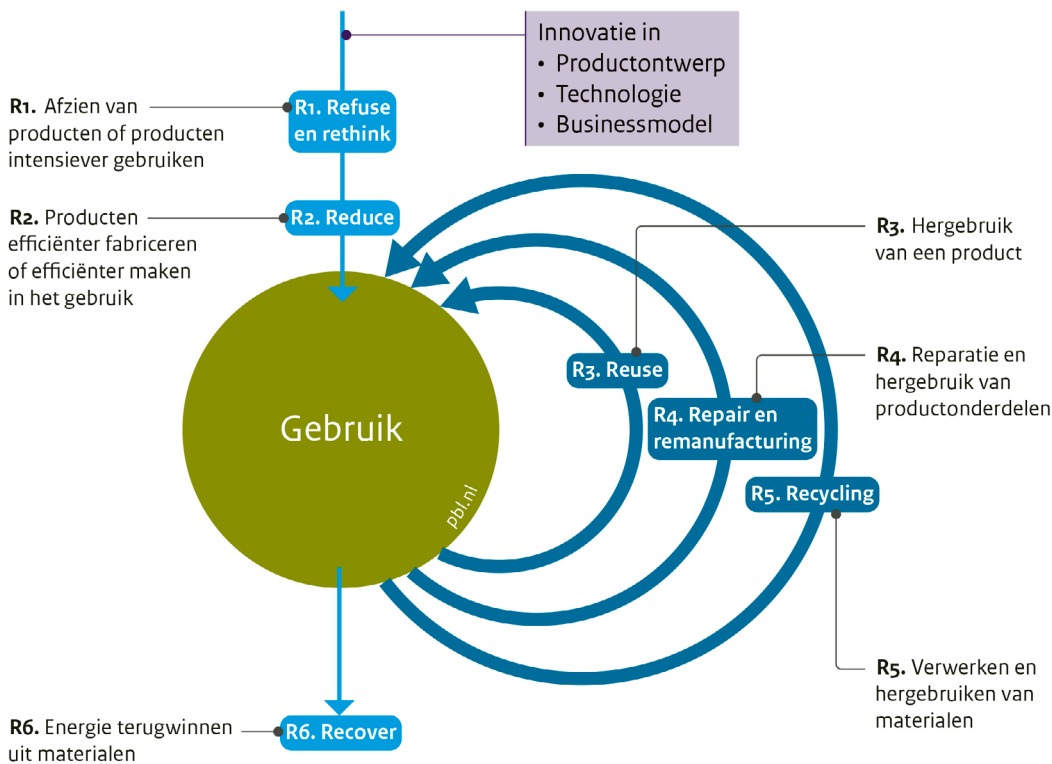 Innovatie in
• Productontwerp
• Technologie
• Businessmodel
R1. Afzien van
producten of producten
intensiever gebruiken
R1. Refuse
en rethink
R2. Producten
efficiënter fabriceren
of efficiënter maken
in het gebruik
R2. Reduce
R3. Hergebruik
van een product
R3. Reuse
R4. Reparatie en
hergebruik van
productonderdelen
R4. Repair en
remanufacturing
Gebruik
pbl.nl
R5. Recycling
R5. Verwerken en
hergebruiken van
materialen
R6. Energie terugwinnen
uit materialen
R6. Recover